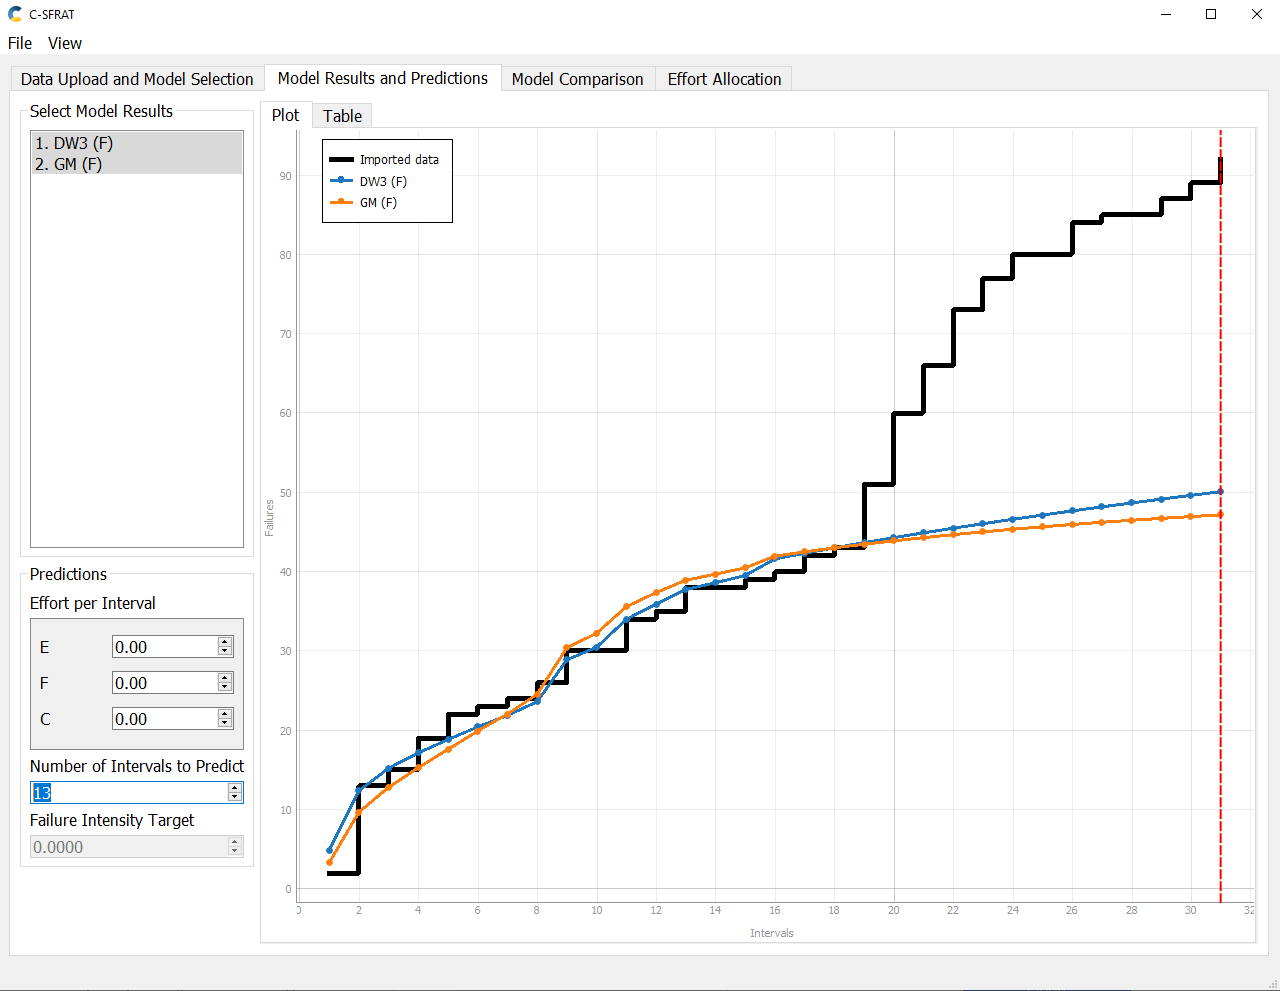 C-SFRAT
File View
Data Upload and Model Selection
Model Results and Predictions
Model Comparison
Effort Allocation
Select Model Results
1. DW3 (F)
2. GM (F)
Predictions
Effort per Interval
E 0.00
F 0.00
C 0.00
Number of Intervals to Predict
13
Failure Intensity Target
0.0000
Plot
Table
Imported data
DW3 (F)
GM (F)
Failures
90
80
70
60
50
40
30
20
10
0
0 2 4 6 8 10 12 14 16 18 20 22 24 26 28 30 32
Intervals